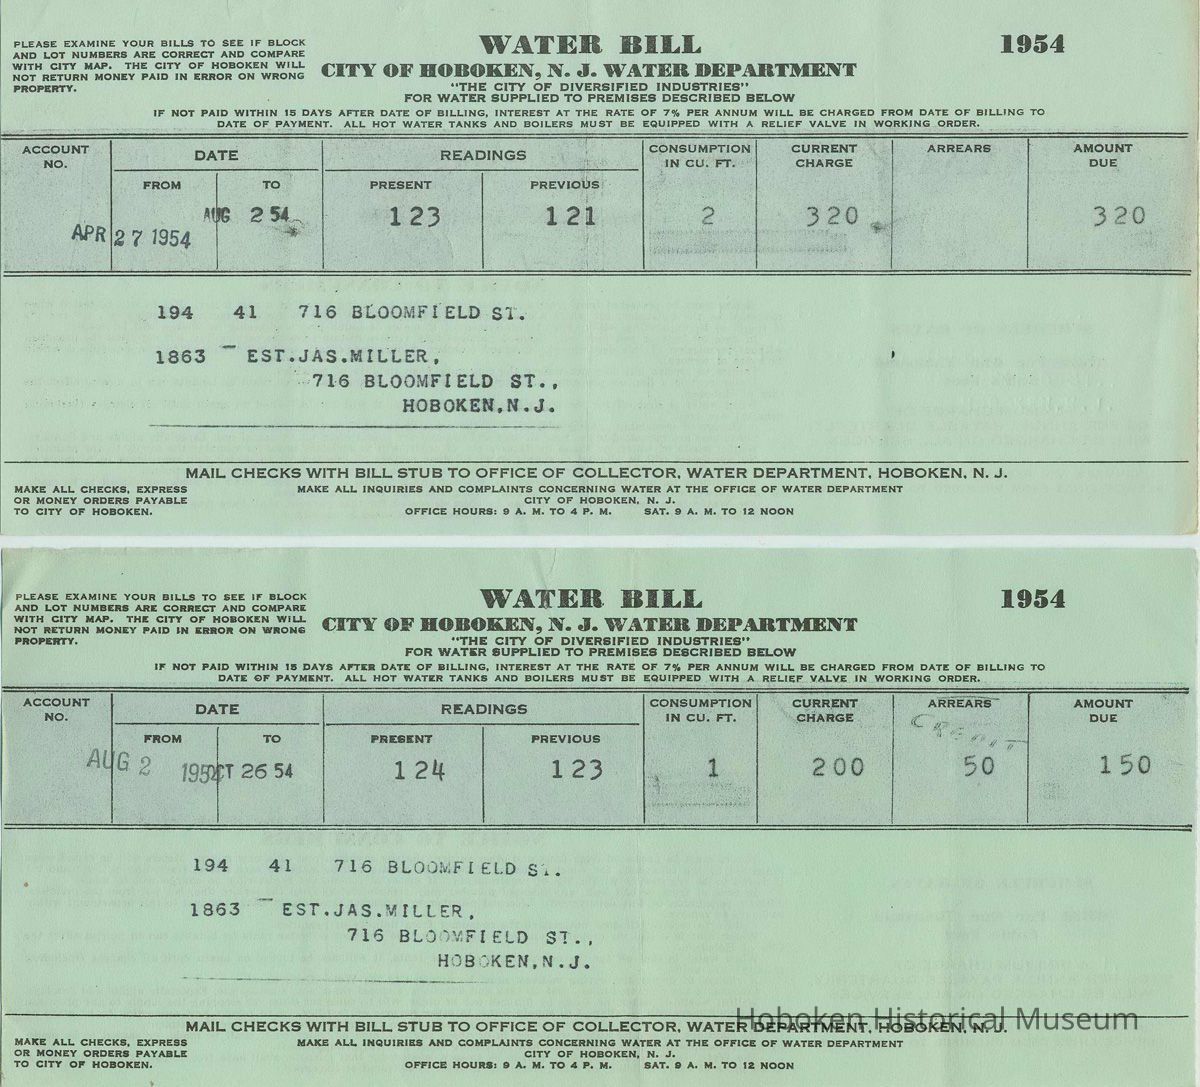 PLEASE EXAMINE YOUR BILLS TO SEE IF BLOCK
AND LOT NUMBERS ARE CORRECT AND COMPARE
WITH CITY MAP. THE CITY OF HOBOKEN WILL
NOT RETURN MONEY PAID IN ERROR ON WRONG
PROPERTY.
WATER BILL
1954
CITY OF HOBOKEN, N. J. WATER DEPARTMENT
"THE CITY OF DIVERSIFIED INDUSTRIES"
FOR WATER SUPPLIED TO PREMISES DESCRIBED BELOW
IF NOT PAID WITHIN 15 DAYS AFTER DATE OF BILLING, INTEREST AT THE RATE OF 7% PER ANNUM WILL BE CHARGED FROM DATE OF BILLING TO
DATE OF PAYMENT. ALL HOT WATER TANKS AND BOILERS MUST BE EQUIPPED WITH A RELIEF VALVE IN WORKING ORDER.
ACCOUNT NO. DATE READINGS CONSUMPTION IN CU. FT. CURRENT CHARGE ARREARS AMOUNT DUE
FROM TO PRESENT PREVIOUS
APR 27 1954 AUG 2 54 123 121 2 320 320
194 41 716 BLOOMFIELD ST.
1863 EST.JAS.MILLER,
716 BLOOMFIELD ST.,
HOBOKEN,N.J.
MAIL CHECKS WITH BILL STUB TO OFFICE OF COLLECTOR, WATER DEPARTMENT, HOBOKEN, N. J.
MAKE ALL CHECKS, EXPRESS
OR MONEY ORDERS PAYABLE
TO CITY OF HOBOKEN.
MAKE ALL INQUIRIES AND COMPLAINTS CONCERNING WATER AT THE OFFICE OF WATER DEPARTMENT
CITY OF HOBOKEN, N. J.
OFFICE HOURS: 9 A. M. TO 4 P. M. SAT. 9 A. M. TO 12 NOON
PLEASE EXAMINE YOUR BILLS TO SEE IF BLOCK
AND LOT NUMBERS ARE CORRECT AND COMPARE
WITH CITY MAP. THE CITY OF HOBOKEN WILL
NOT RETURN MONEY PAID IN ERROR ON WRONG
PROPERTY.
WATER BILL
1954
CITY OF HOBOKEN, N. J. WATER DEPARTMENT
"THE CITY OF DIVERSIFIED INDUSTRIES"
FOR WATER SUPPLIED TO PREMISES DESCRIBED BELOW
IF NOT PAID WITHIN 15 DAYS AFTER DATE OF BILLING, INTEREST AT THE RATE OF 7% PER ANNUM WILL BE CHARGED FROM DATE OF BILLING TO
DATE OF PAYMENT. ALL HOT WATER TANKS AND BOILERS MUST BE EQUIPPED WITH A RELIEF VALVE IN WORKING ORDER.
ACCOUNT NO. DATE READINGS CONSUMPTION IN CU. FT. CURRENT CHARGE ARREARS AMOUNT DUE
CREDIT
FROM TO PRESENT PREVIOUS
AUG 2 1954 OCT 26 54 124 123 1 200 50 150
194 41 716 BLOOMFIELD ST.
1863 EST.JAS.MILLER,
716 BLOOMFIELD ST.,
HOBOKEN,N.J.
MAIL CHECKS WITH BILL STUB TO OFFICE OF COLLECTOR, WATER DEPARTMENT, HOBOKEN, N. J.
Hoboken Historical Museum
MAKE ALL CHECKS, EXPRESS
OR MONEY ORDERS PAYABLE
TO CITY OF HOBOKEN.
MAKE ALL INQUIRIES AND COMPLAINTS CONCERNING WATER AT THE OFFICE OF WATER DEPARTMENT
CITY OF HOBOKEN, N. J.
OFFICE HOURS: 9 A. M. TO 4 P. M. SAT. 9 A. M. TO 12 NOON